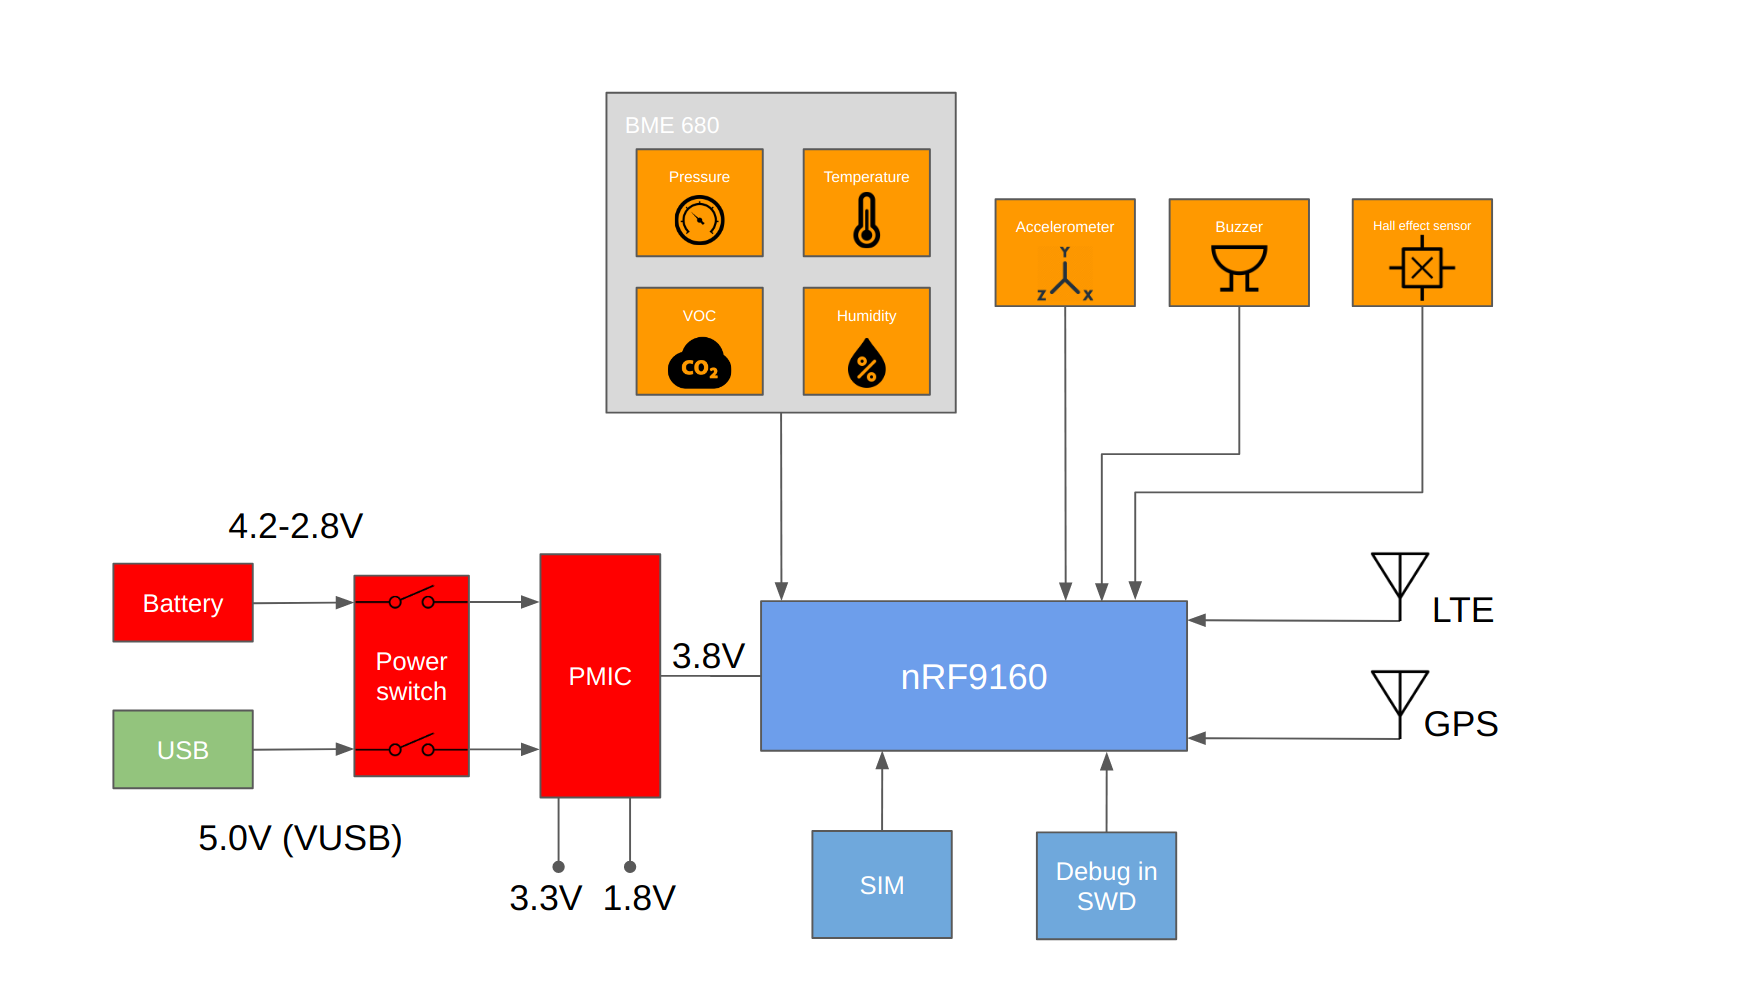 BME 680
Pressure
Temperature
VOC
CO2
Humidity
%
Accelerometer
Y
Z
X
Buzzer
Hall effect sensor
4.2-2.8V
Battery
Power
switch
USB
5.0V (VUSB)
PMIC
3.8V
3.3V
1.8V
nRF9160
LTE
GPS
SIM
Debug in
SWD